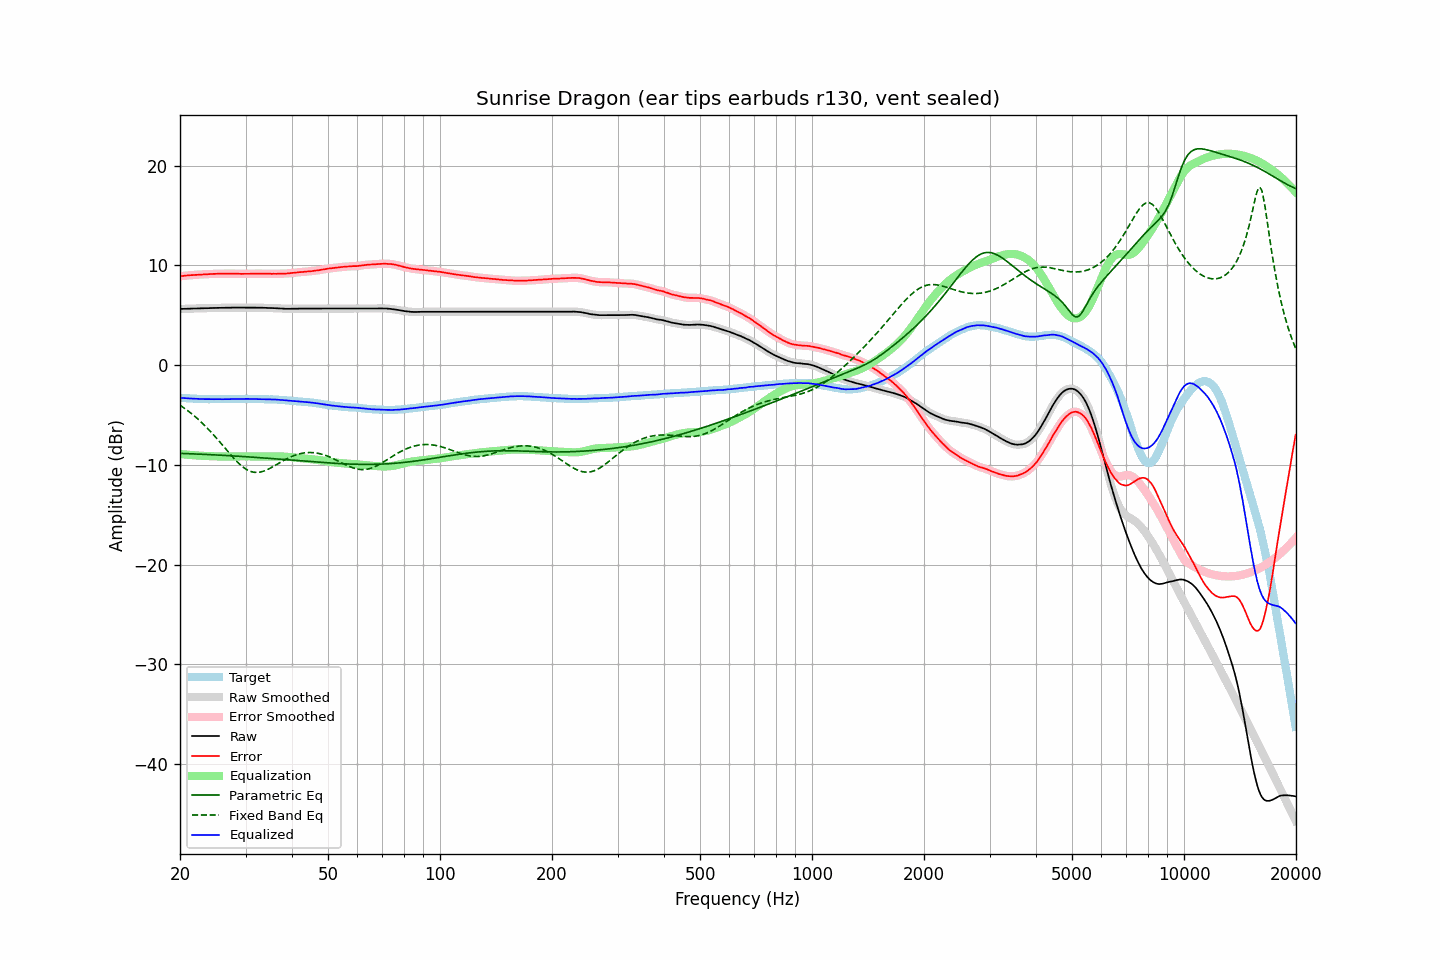 Sunrise Dragon (ear tips earbuds r130, vent sealed)
20
10
0
−10
−20
−30
−40
Amplitude (dBr)
Target
Raw Smoothed
Error Smoothed
Raw
Error
Equalization
Parametric Eq
Fixed Band Eq
Equalized
20
50
100
200
500
1000
2000
5000
10000
20000
Frequency (Hz)